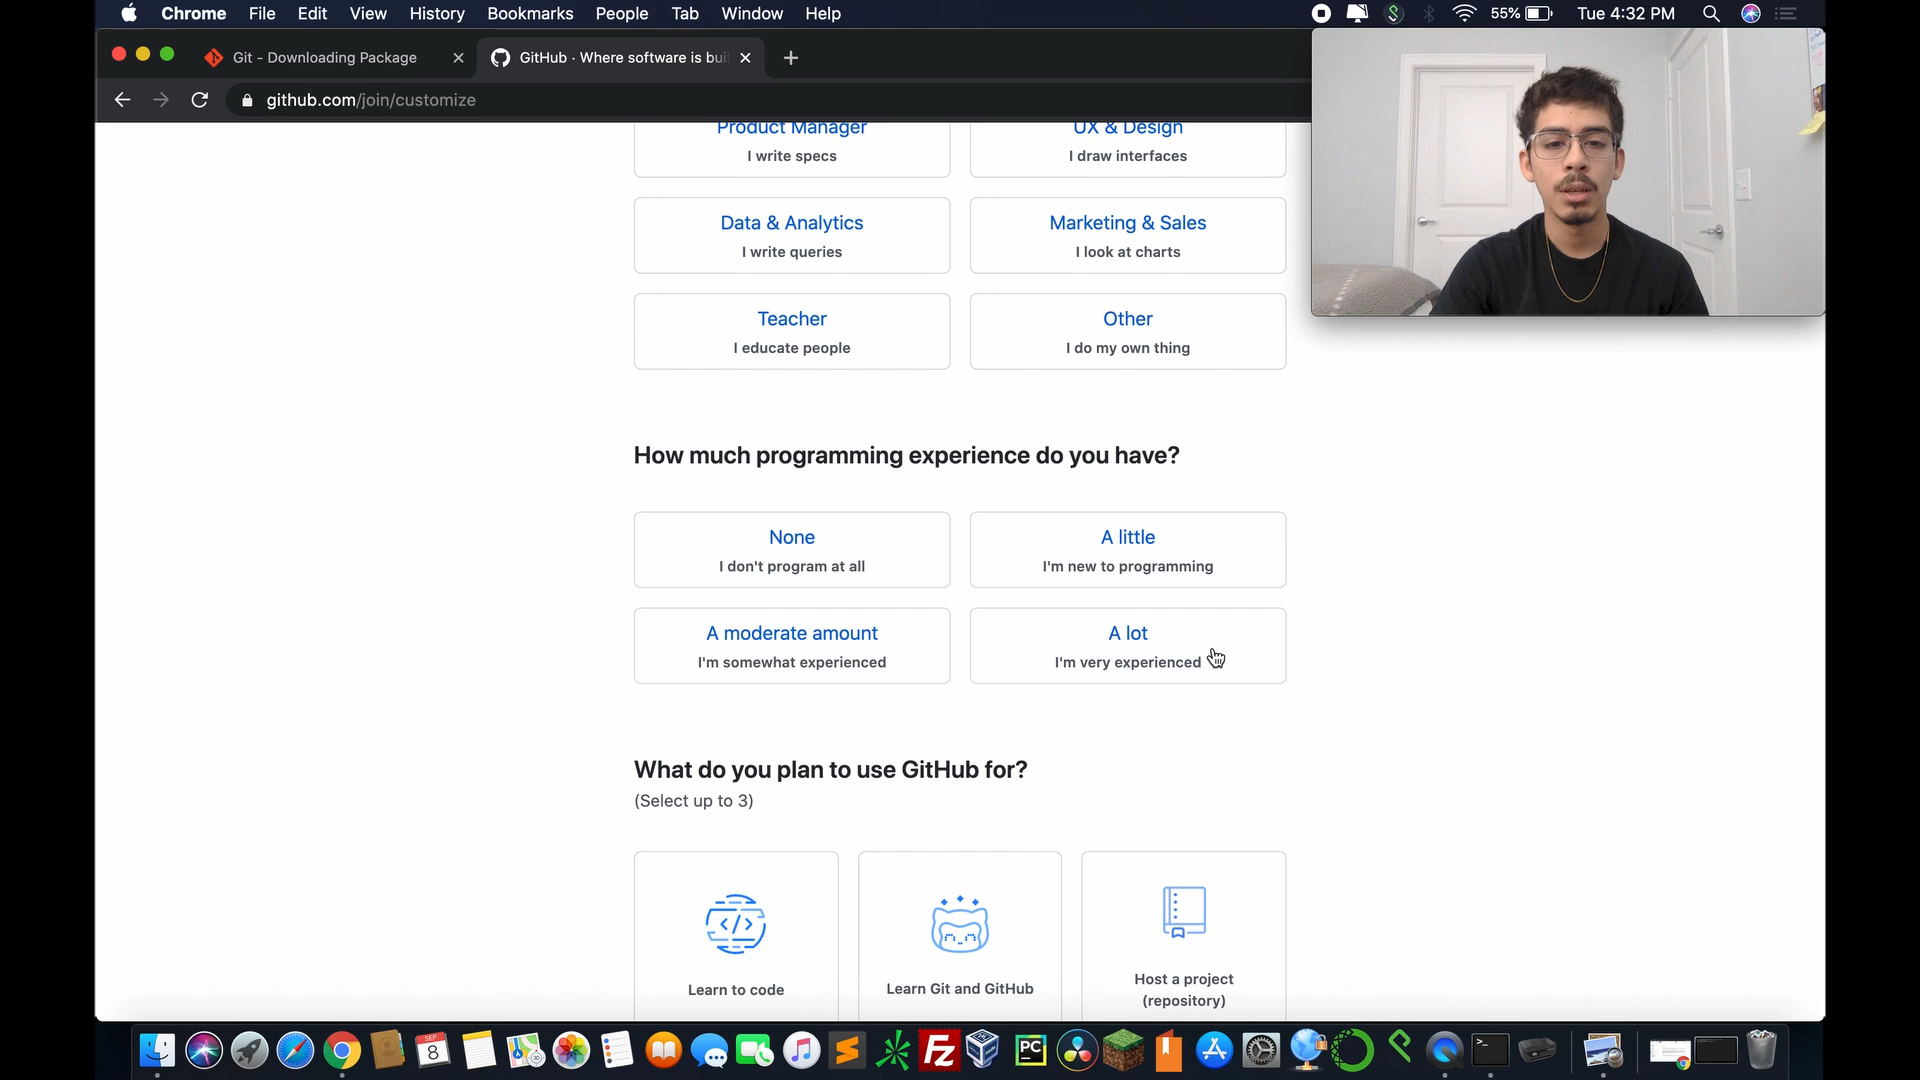 Chrome File Edit View History Bookmarks People Tab Window Help 55% Tue 4:32 PM
Git - Downloading Package
GitHub · Where software is bui
github.com/join/customize
Product Manager
I write specs
UX & Design
I draw interfaces
Data & Analytics
I write queries
Marketing & Sales
I look at charts
Teacher
I educate people
Other
I do my own thing
How much programming experience do you have?
None
I don't program at all
A little
I'm new to programming
A moderate amount
I'm somewhat experienced
A lot
I'm very experienced
What do you plan to use GitHub for?
(Select up to 3)
</>
Learn to code
Learn Git and GitHub
Host a project
(repository)
SEP
8
FZ
PC
>_